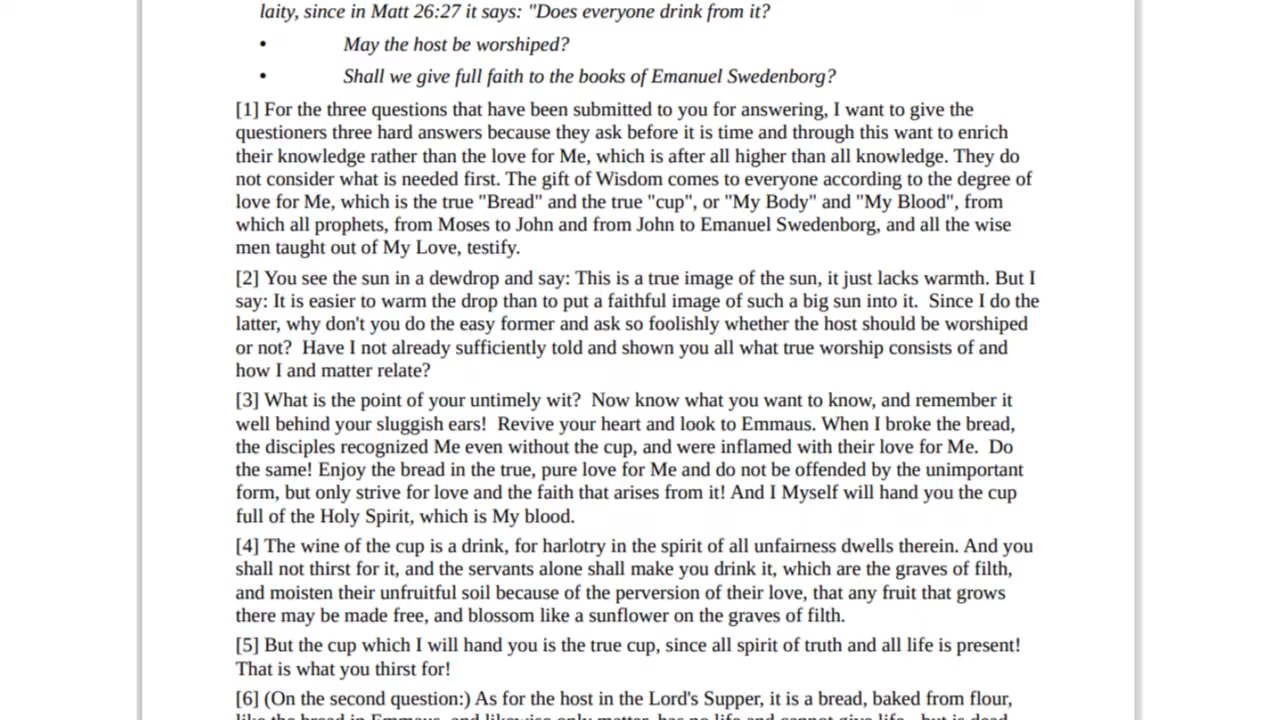 laity, since in Matt 26:27 it says: "Does everyone drink from it?
• May the host be worshiped?
• Shall we give full faith to the books of Emanuel Swedenborg?
[1] For the three questions that have been submitted to you for answering, I want to give the
questioners three hard answers because they ask before it is time and through this want to enrich
their knowledge rather than the love for Me, which is after all higher than all knowledge. They do
not consider what is needed first. The gift of Wisdom comes to everyone according to the degree of
love for Me, which is the true "Bread" and the true "cup", or "My Body" and "My Blood", from
which all prophets, from Moses to John and from John to Emanuel Swedenborg, and all the wise
men taught out of My Love, testify.
[2] You see the sun in a dewdrop and say: This is a true image of the sun, it just lacks warmth. But I
say: It is easier to warm the drop than to put a faithful image of such a big sun into it.  Since I do the
latter, why don't you do the easy former and ask so foolishly whether the host should be worshiped
or not?  Have I not already sufficiently told and shown you all what true worship consists of and
how I and matter relate?
[3] What is the point of your untimely wit?  Now know what you want to know, and remember it
well behind your sluggish ears!  Revive your heart and look to Emmaus. When I broke the bread,
the disciples recognized Me even without the cup, and were inflamed with their love for Me.  Do
the same! Enjoy the bread in the true, pure love for Me and do not be offended by the unimportant
form, but only strive for love and the faith that arises from it! And I Myself will hand you the cup
full of the Holy Spirit, which is My blood.
[4] The wine of the cup is a drink, for harlotry in the spirit of all unfairness dwells therein. And you
shall not thirst for it, and the servants alone shall make you drink it, which are the graves of filth,
and moisten their unfruitful soil because of the perversion of their love, that any fruit that grows
there may be made free, and blossom like a sunflower on the graves of filth.
[5] But the cup which I will hand you is the true cup, since all spirit of truth and all life is present!
That is what you thirst for!
[6] (On the second question:) As for the host in the Lord's Supper, it is a bread, baked from flour,
like the bread in Emmaus, and likewise only matter, has no life and cannot give life, but is dead